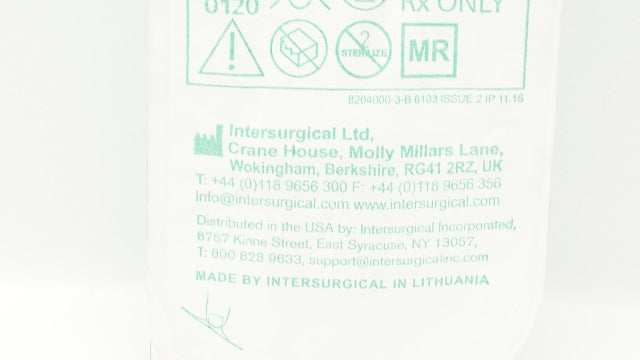 0120
RX ONLY
2
STERILIZE
MR
8204000-3-B 6103 ISSUE 2 IP 11.16
Intersurgical Ltd,
Crane House, Molly Millars Lane,
Wokingham, Berkshire, RG41 2RZ, UK
T: +44 (0)118 9656 300 F: +44 (0)118 9656 356
info@intersurgical.com www.intersurgical.com
Distributed in the USA by: Intersurgical Incorporated,
6757 Kinne Street, East Syracuse, NY 13057,
T: 800 828 9633, support@intersurgicalinc.com
MADE BY INTERSURGICAL IN LITHUANIA